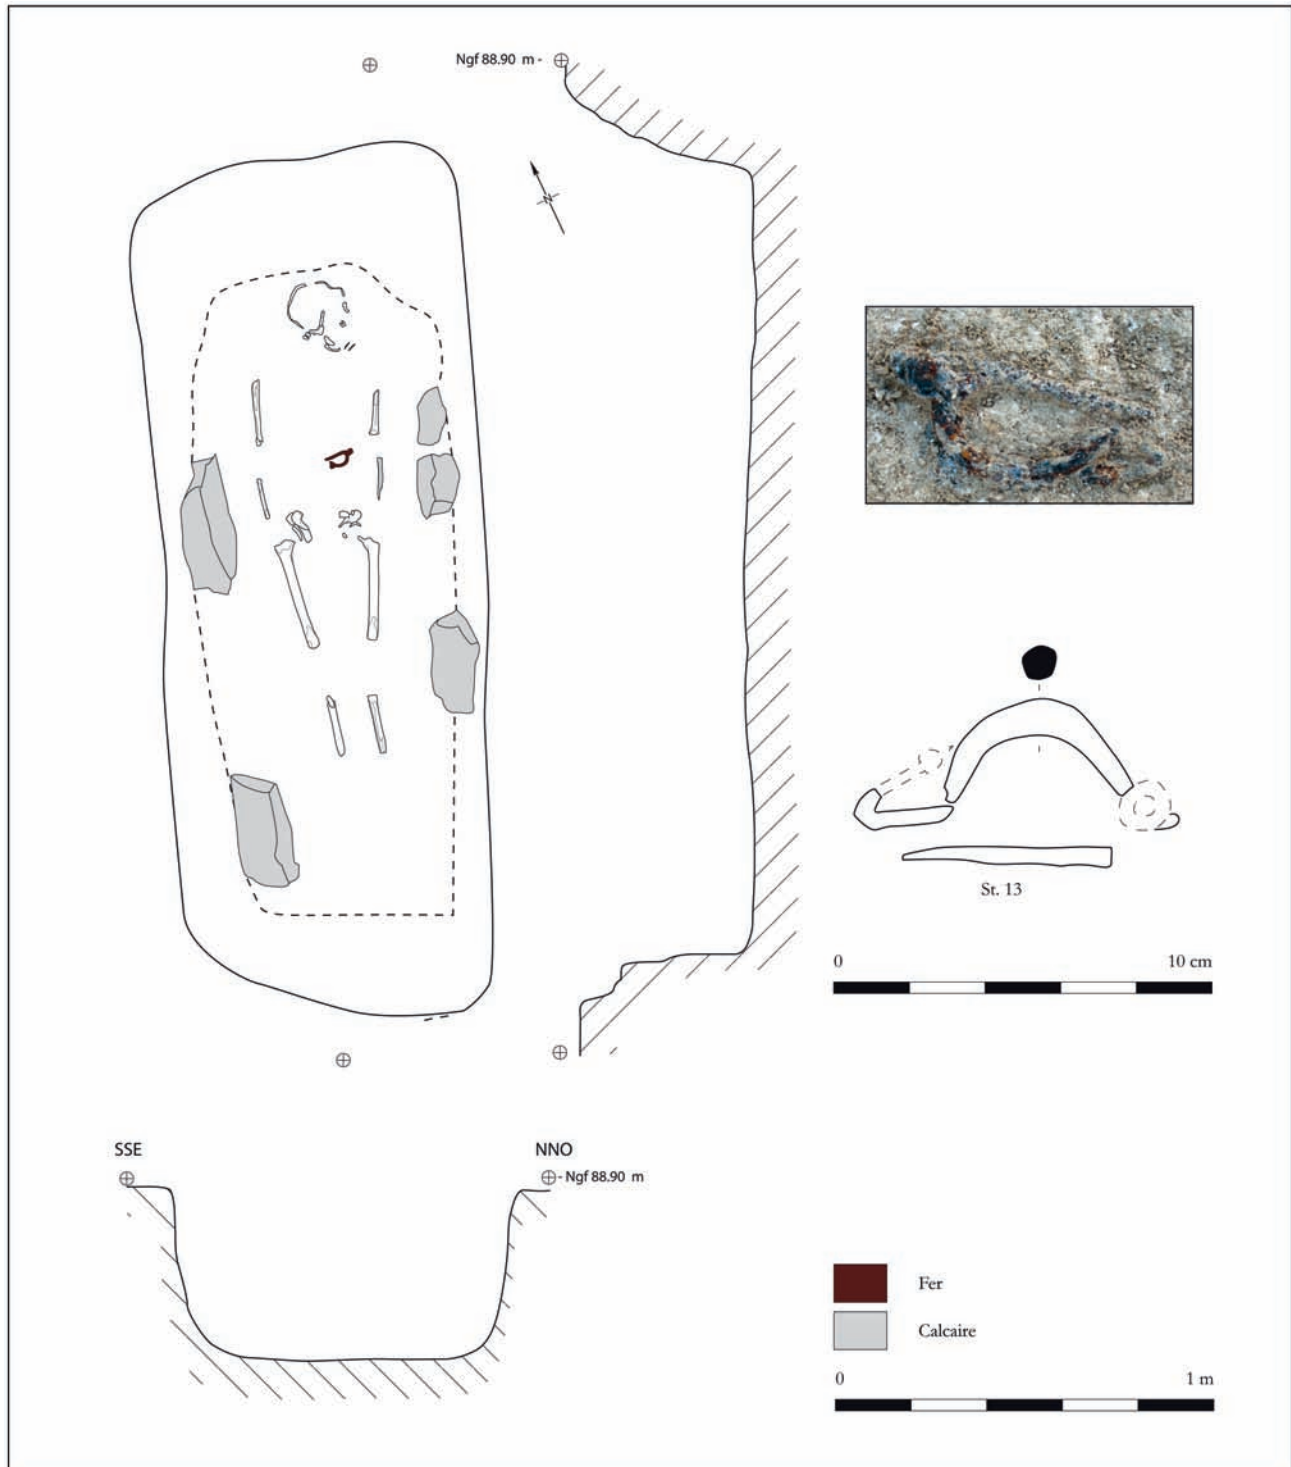 Ngf 88.90 m -
N
St. 13
0 10 cm
SSE NNO
- Ngf 88.90 m
Fer
Calcaire
0 1 m